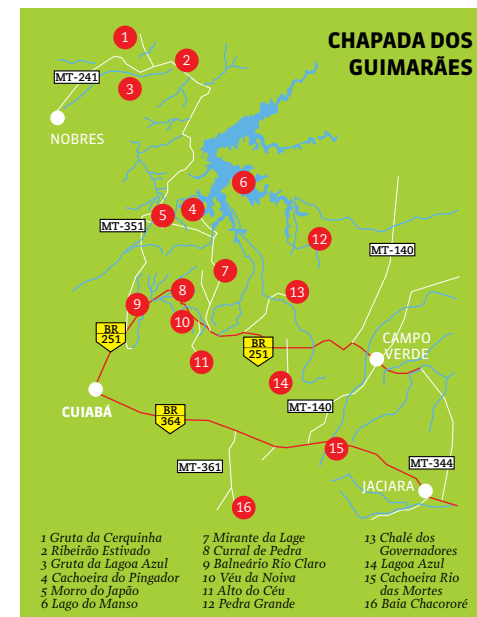 CHAPADA DOS
GUIMARÃES
1
2
MT-241
3
NOBRES
6
4
5
MT-351
12
MT-140
7
8
13
9
10
BR
251
BR
251
CAMPO
VERDE
11
14
CUIABÁ
MT-140
BR
364
15
MT-361
MT-344
JACIARA
16
1 Gruta da Cerquinha
2 Ribeirão Estivado
3 Gruta da Lagoa Azul
4 Cachoeira do Pingador
5 Morro do Japão
6 Lago do Manso
7 Mirante da Lage
8 Curral de Pedra
9 Balneário Rio Claro
10 Véu da Noiva
11 Alto do Céu
12 Pedra Grande
13 Chalé dos
Governadores
14 Lagoa Azul
15 Cachoeira Rio
das Mortes
16 Baia Chacororé